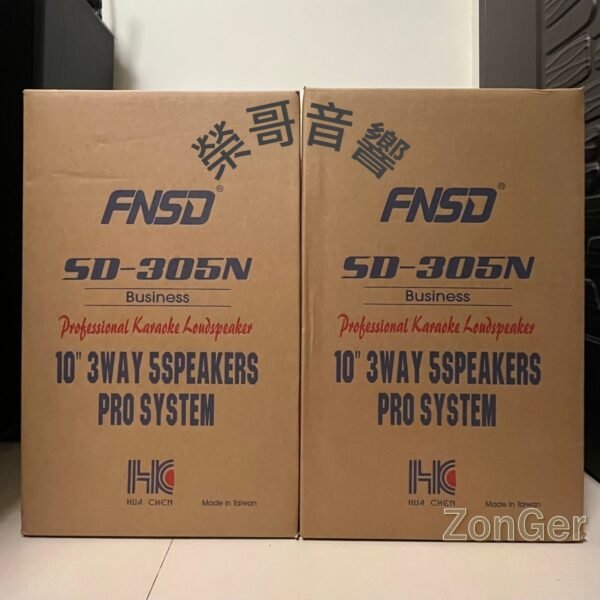 榮哥音響
FNSD®
SD-305N
Business
Professional Karaoke Loudspeaker
10" 3WAY 5SPEAKERS
PRO SYSTEM
HC
HUA CHEN
Made in Taiwan
FNSD®
SD-305N
Business
Professional Karaoke Loudspeaker
10" 3WAY 5SPEAKERS
PRO SYSTEM
HC
HUA CHEN
Made in Taiwan
ZonGer